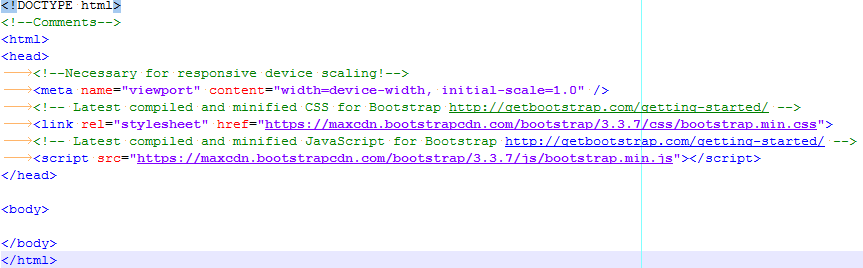 <!DOCTYPE html>
<!--Comments-->
<html>
<head>
<!--Necessary for responsive device scaling!-->
<meta name="viewport" content="width=device-width, initial-scale=1.0" />
<!-- Latest compiled and minified CSS for Bootstrap http://getbootstrap.com/getting-started/ -->
<link rel="stylesheet" href="https://maxcdn.bootstrapcdn.com/bootstrap/3.3.7/css/bootstrap.min.css">
<!-- Latest compiled and minified JavaScript for Bootstrap http://getbootstrap.com/getting-started/ -->
<script src="https://maxcdn.bootstrapcdn.com/bootstrap/3.3.7/js/bootstrap.min.js"></script>
</head>
<body>
</body>
</html>